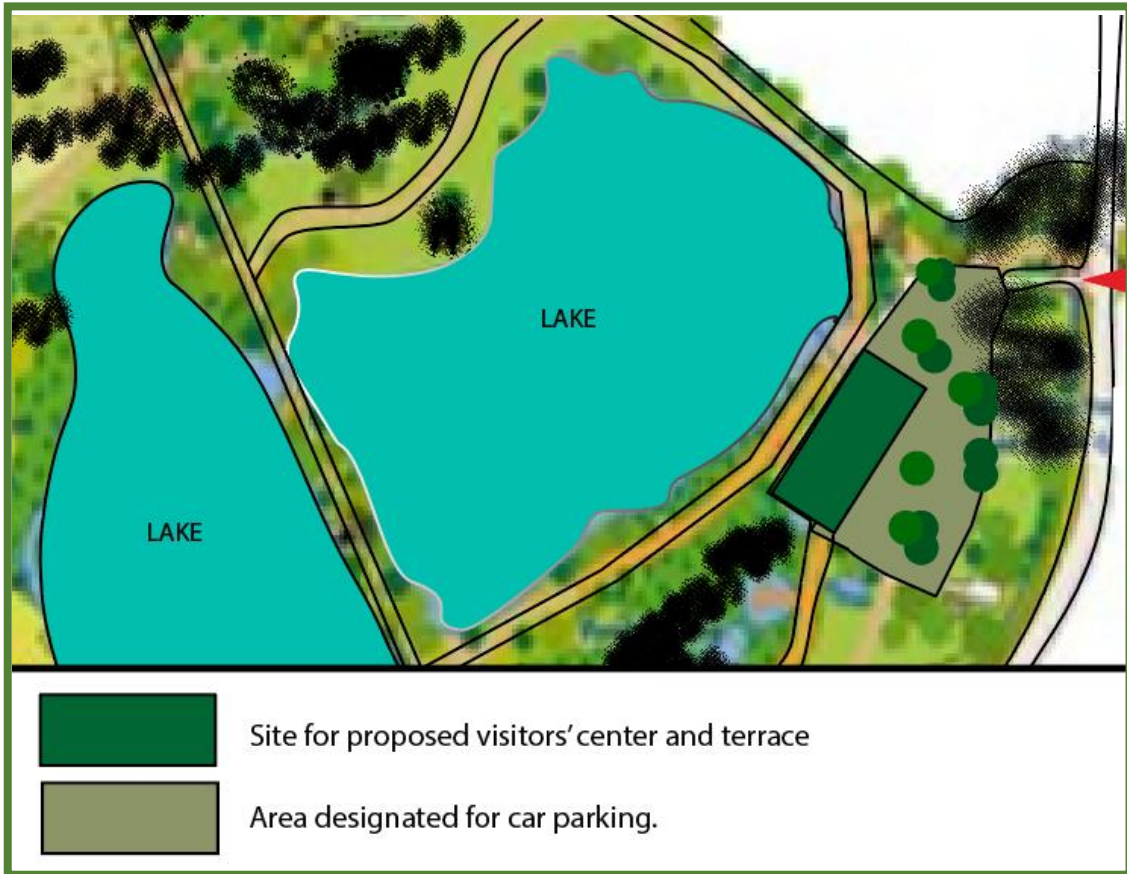 LAKE
LAKE
Site for proposed visitors' center and terrace
Area designated for car parking.